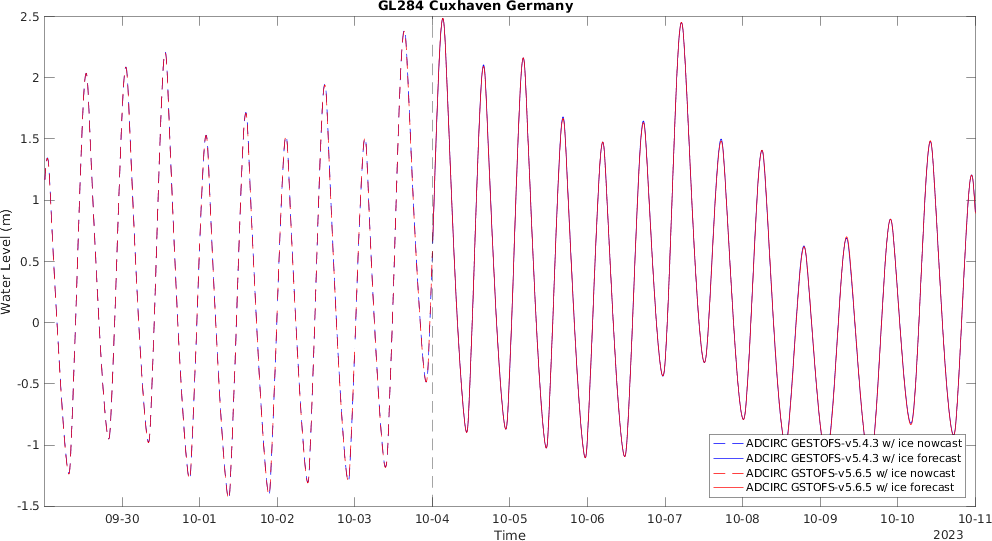 GL284 Cuxhaven Germany
2.5
2
1.5
1
0.5
0
-0.5
-1
-1.5
Water Level (m)
ADCIRC GESTOFS-v5.4.3 w/ ice nowcast
ADCIRC GESTOFS-v5.4.3 w/ ice forecast
ADCIRC GSTOFS-v5.6.5 w/ ice nowcast
ADCIRC GSTOFS-v5.6.5 w/ ice forecast
09-30 10-01 10-02 10-03 10-04 10-05 10-06 10-07 10-08 10-09 10-10 10-11
Time
2023